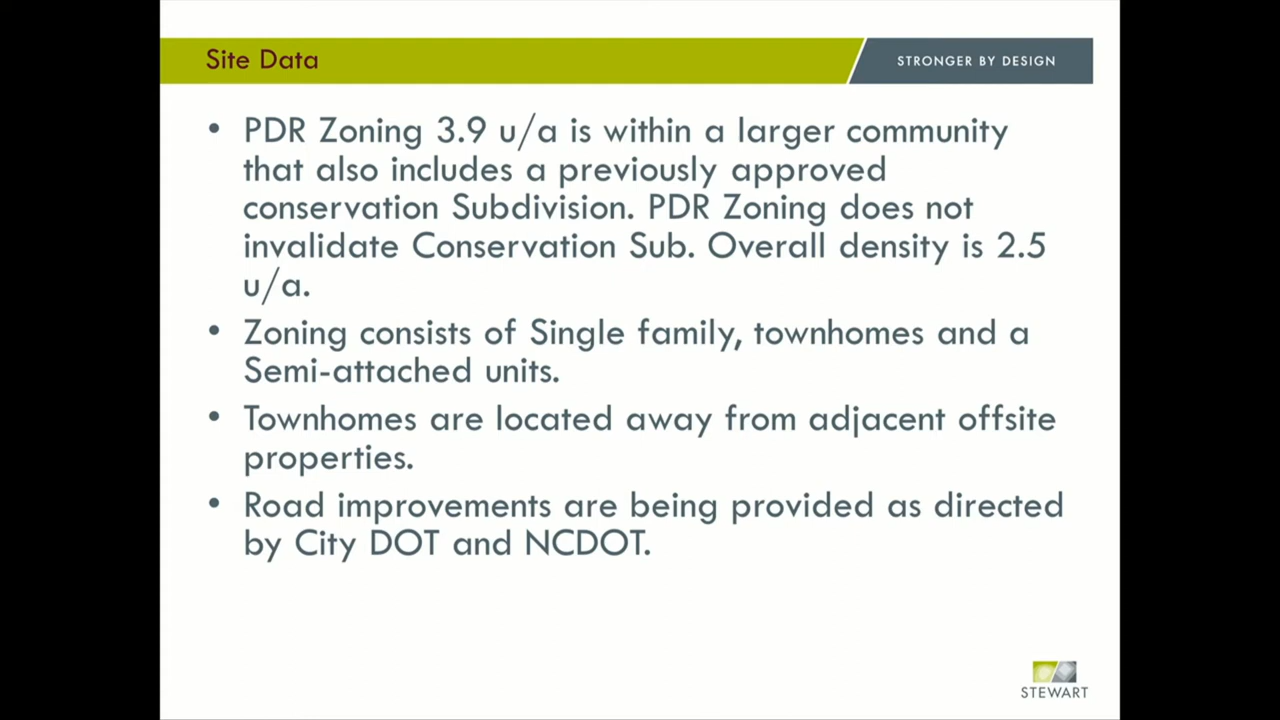 Site Data
STRONGER BY DESIGN
• PDR Zoning 3.9 u/a is within a larger community
that also includes a previously approved
conservation Subdivision. PDR Zoning does not
invalidate Conservation Sub. Overall density is 2.5
u/a.
• Zoning consists of Single family, townhomes and a
Semi-attached units.
• Townhomes are located away from adjacent offsite
properties.
• Road improvements are being provided as directed
by City DOT and NCDOT.
STEWART